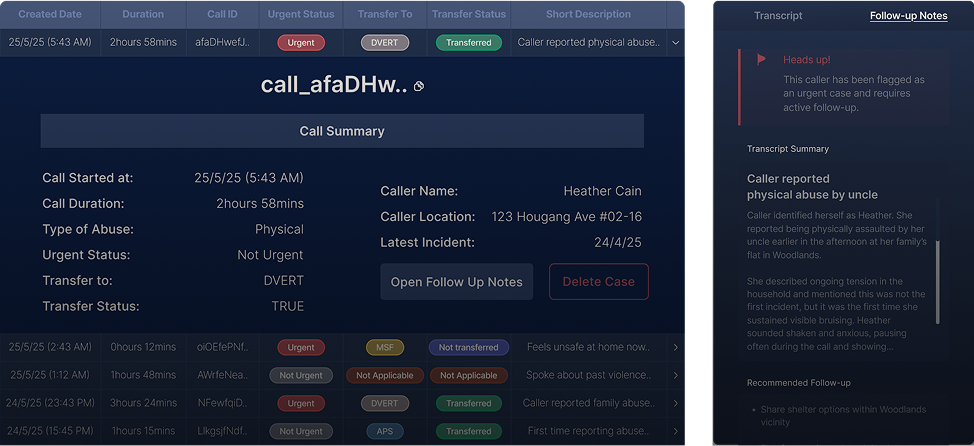 Created Date Duration Call ID Urgent Status Transfer To Transfer Status Short Description
25/5/25 (5:43 AM) 2hours 58mins afaDHwefJ.. Urgent DVERT Transferred Caller reported physical abuse..
call_afaDHw..
Call Summary
Call Started at: 25/5/25 (5:43 AM)
Call Duration: 2hours 58mins
Type of Abuse: Physical
Urgent Status: Not Urgent
Transfer to: DVERT
Transfer Status: TRUE
Caller Name: Heather Cain
Caller Location: 123 Hougang Ave #02-16
Latest Incident: 24/4/25
Open Follow Up Notes Delete Case
25/5/25 (2:43 AM) 0hours 12mins oiOEfePNf.. Urgent MSF Not transferred Feels unsafe at home now..
25/5/25 (1:12 AM) 1hours 48mins AWrfeNea.. Not Urgent Not Applicable Not Applicable Spoke about past violence..
24/5/25 (23:43 PM) 3hours 24mins NFewfqiD.. Urgent DVERT Transferred Caller reported family abuse..
24/5/25 (15:45 PM) 1hours 15mins LIkgsjfNdf.. Not Urgent APS Transferred First time reporting abuse..
Transcript Follow-up Notes
Heads up!
This caller has been flagged as
an urgent case and requires
active follow-up.
Transcript Summary
Caller reported
physical abuse by uncle
Caller identified herself as Heather. She
reported being physically assaulted by her
uncle earlier in the afternoon at her family's
flat in Woodlands.
She described ongoing tension in the
household and mentioned this was not the
first incident, but it was the first time she
sustained visible bruising. Heather
sounded shaken and anxious, pausing
often during the call and showing...
Recommended Follow-up
• Share shelter options within Woodlands
vicinity